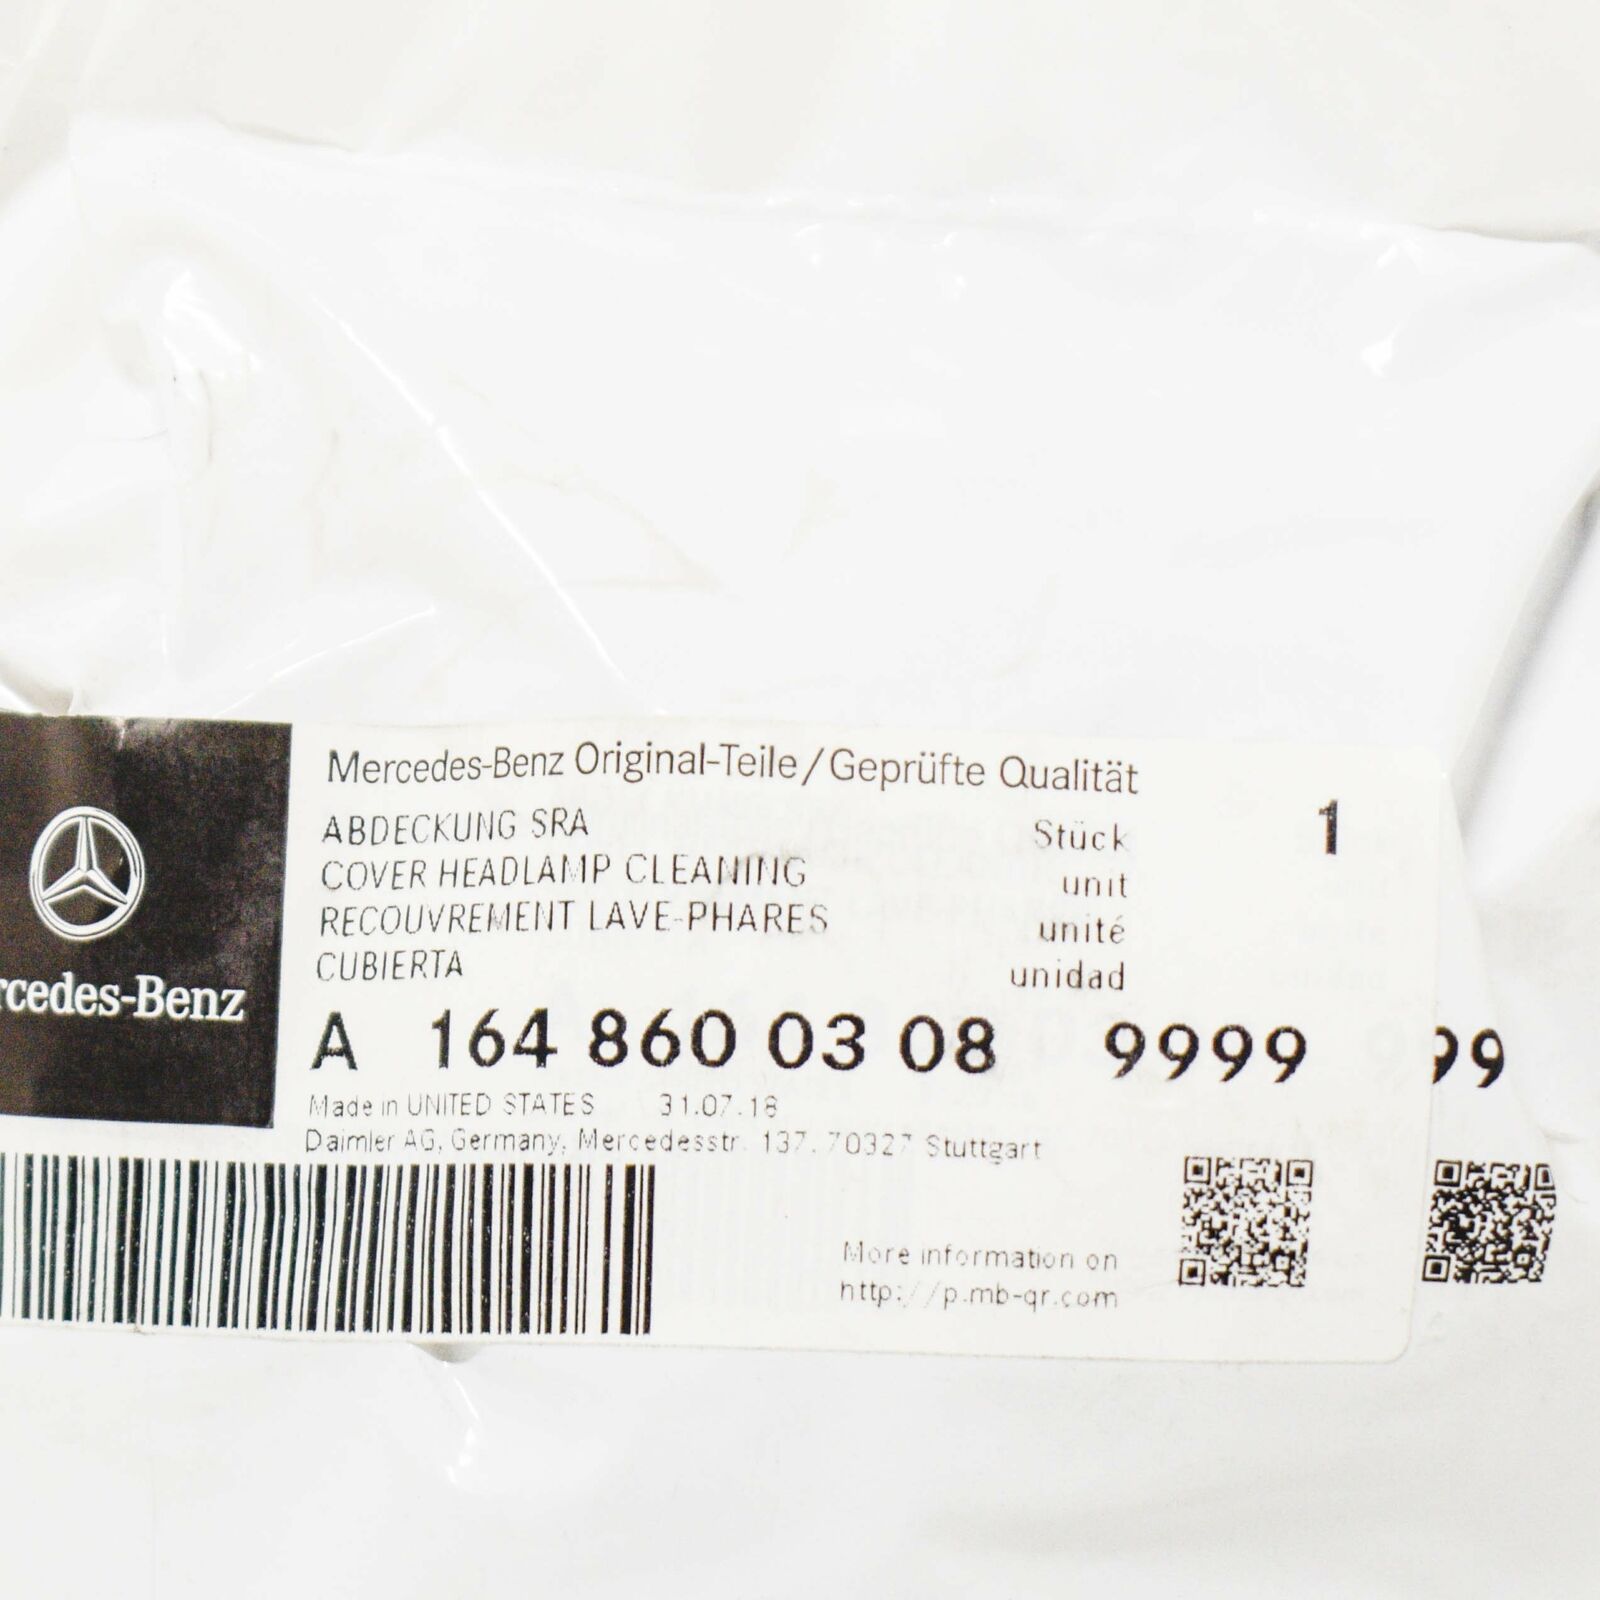 Mercedes-Benz Original-Teile/Geprüfte Qualität
ABDECKUNG SRA Stück 1
COVER HEADLAMP CLEANING unit
RECOUVREMENT LAVE-PHARES unité
CUBIERTA unidad
rcedes-Benz
A 164 860 03 08 9999 99
Made in UNITED STATES 31.07.18
Daimler AG, Germany, Mercedesstr. 137, 70327 Stuttgart
More information on
http://p.mb-qr.com